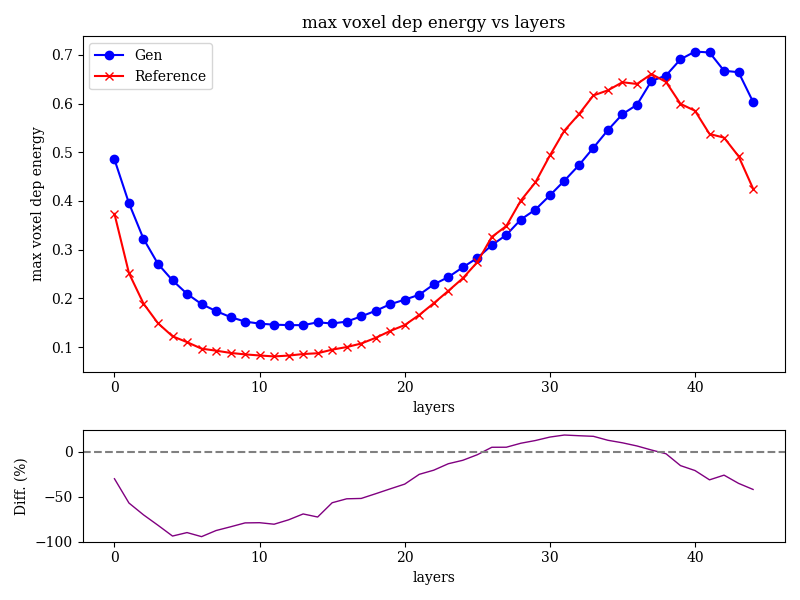 max voxel dep energy vs layers
Gen
Reference
max voxel dep energy
0.7
0.6
0.5
0.4
0.3
0.2
0.1
0 10 20 30 40
layers
Diff. (%)
0
−50
−100
0 10 20 30 40
layers